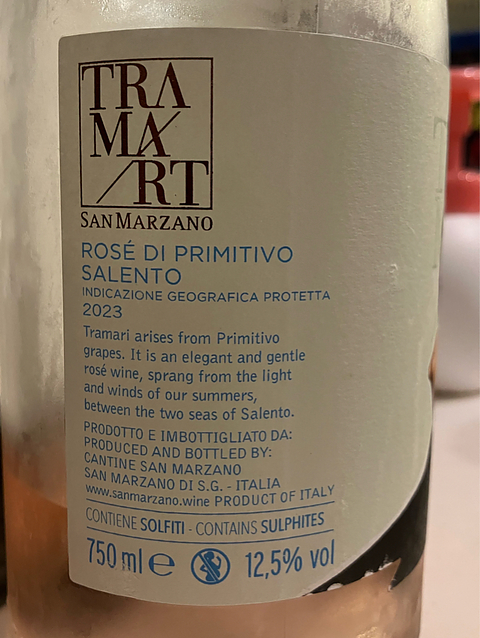 TRA
MA
/RT
SAN MARZANO
ROSÉ DI PRIMITIVO
SALENTO
INDICAZIONE GEOGRAFICA PROTETTA
2023
Tramari arises from Primitivo
grapes. It is an elegant and gentle
rosé wine, sprang from the light
and winds of our summers,
between the two seas of Salento.
PRODOTTO E IMBOTTIGLIATO DA:
PRODUCED AND BOTTLED BY:
CANTINE SAN MARZANO
SAN MARZANO DI S.G. - ITALIA
www.sanmarzano.wine PRODUCT OF ITALY
CONTIENE SOLFITI - CONTAINS SULPHITES
750 ml e 12,5% vol